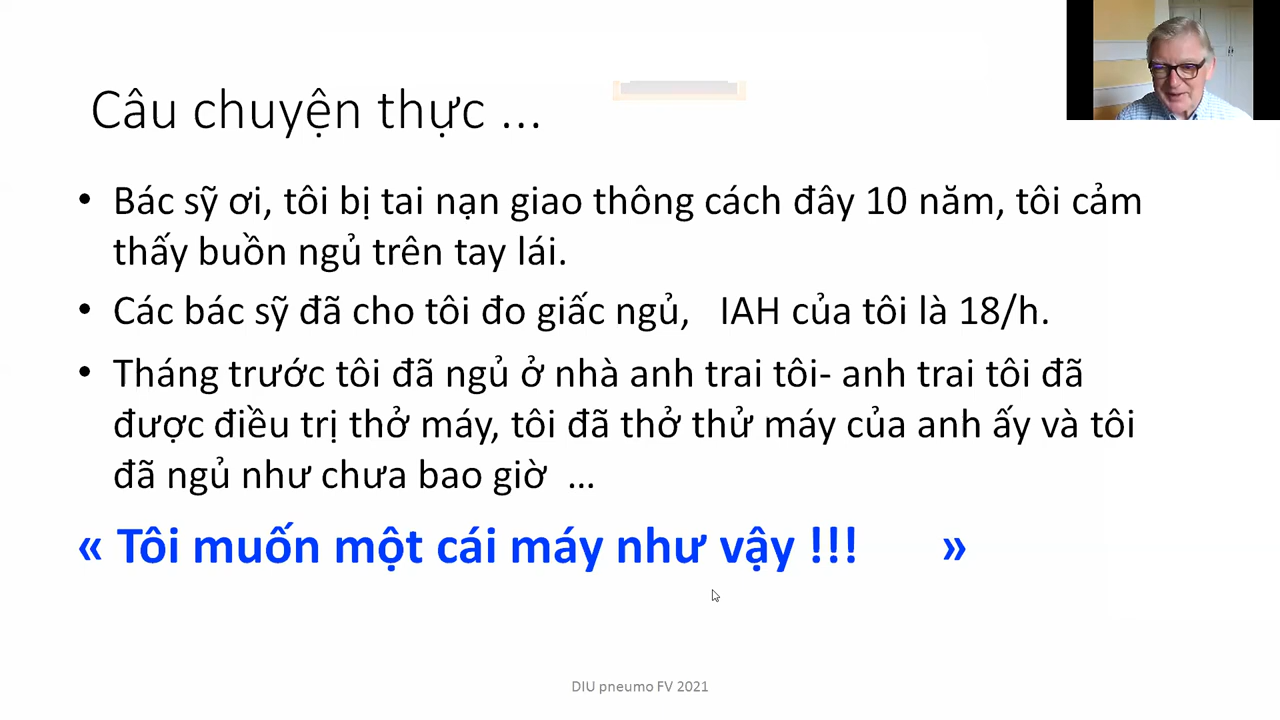 Câu chuyện thực ...
• Bác sỹ ơi, tôi bị tai nạn giao thông cách đây 10 năm, tôi cảm
thấy buồn ngủ trên tay lái.
• Các bác sỹ đã cho tôi đo giấc ngủ, IAH của tôi là 18/h.
• Tháng trước tôi đã ngủ ở nhà anh trai tôi- anh trai tôi đã
được điều trị thở máy, tôi đã thở thử máy của anh ấy và tôi
đã ngủ như chưa bao giờ ...
« Tôi muốn một cái máy như vậy !!! »
DIU pneumo FV 2021